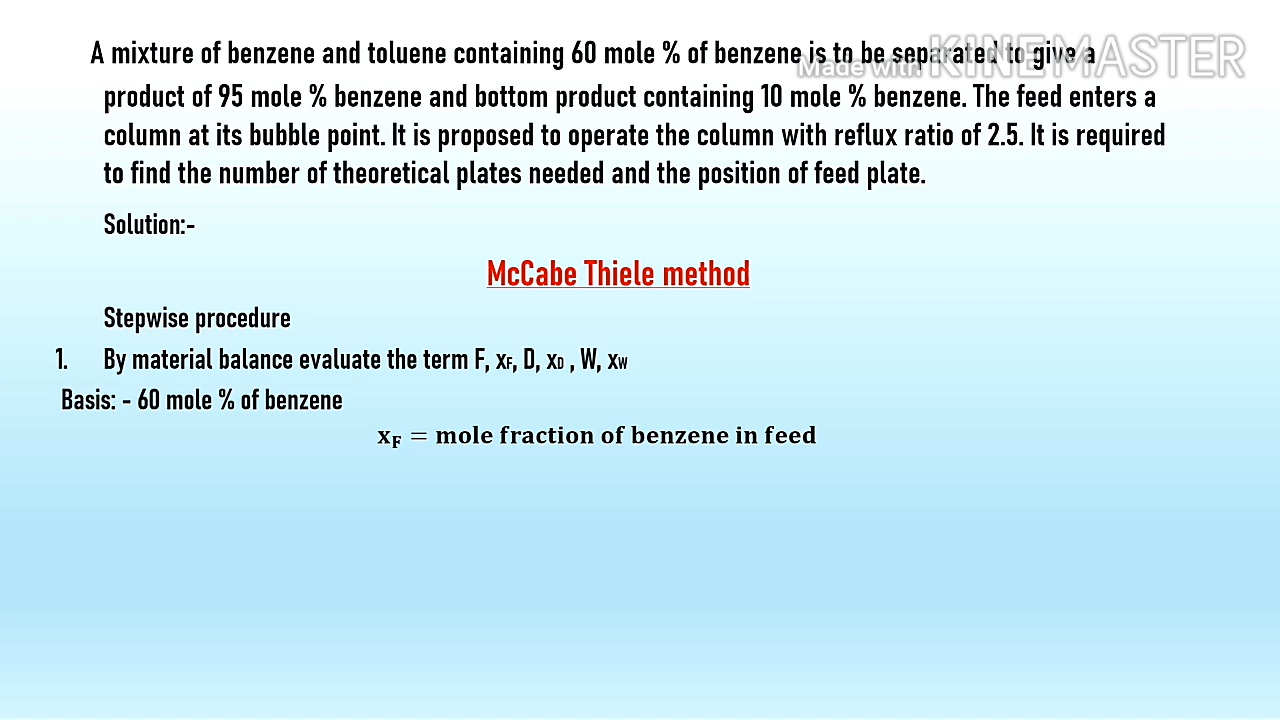 A mixture of benzene and toluene containing 60 mole % of benzene is to be separated to give a
Made with KINEMASTER
product of 95 mole % benzene and bottom product containing 10 mole % benzene. The feed enters a
column at its bubble point. It is proposed to operate the column with reflux ratio of 2.5. It is required
to find the number of theoretical plates needed and the position of feed plate.
Solution:-
McCabe Thiele method
Stepwise procedure
1. By material balance evaluate the term F, xF, D, xD , W, xW
Basis: - 60 mole % of benzene
xF = mole fraction of benzene in feed